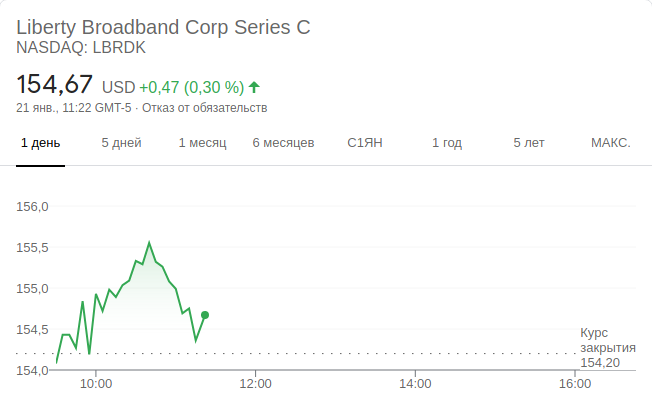 Liberty Broadband Corp Series C
NASDAQ: LBRDK
154,67 USD +0,47 (0,30 %)
21 янв., 11:22 GMT-5 · Отказ от обязательств
1 день 5 дней 1 месяц 6 месяцев С1ЯН 1 год 5 лет МАКС.
156,0
155,5
155,0
154,5
154,0
Курс
закрытия
154,20
10:00 12:00 14:00 16:00